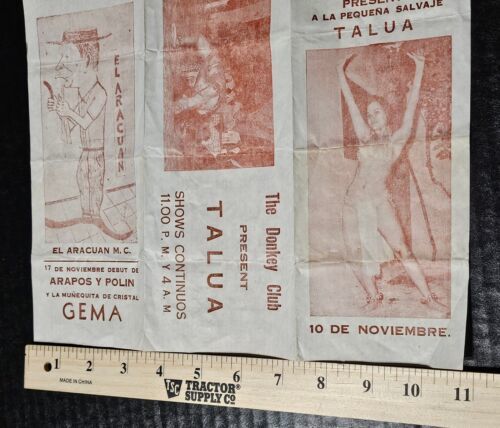 EL ARACUAN
EL ARACUAN M. C.
17 DE NOVIEMBRE DEBUT DE
ARAPOS Y POLIN
Y LA MUÑEQUITA DE CRISTAL
GEMA
The Donkey Club
PRESENT
TALUA
SHOWS CONTINUOS
11.00 P. M. Y 4 A. M
PRESENT
A LA PEQUEÑA SALVAJE
TALUA
10 DE NOVIEMBRE.
1 2 3 4 5 6 7 8 9 10 11
MADE IN CHINA
TSC TRACTOR
SUPPLY CO